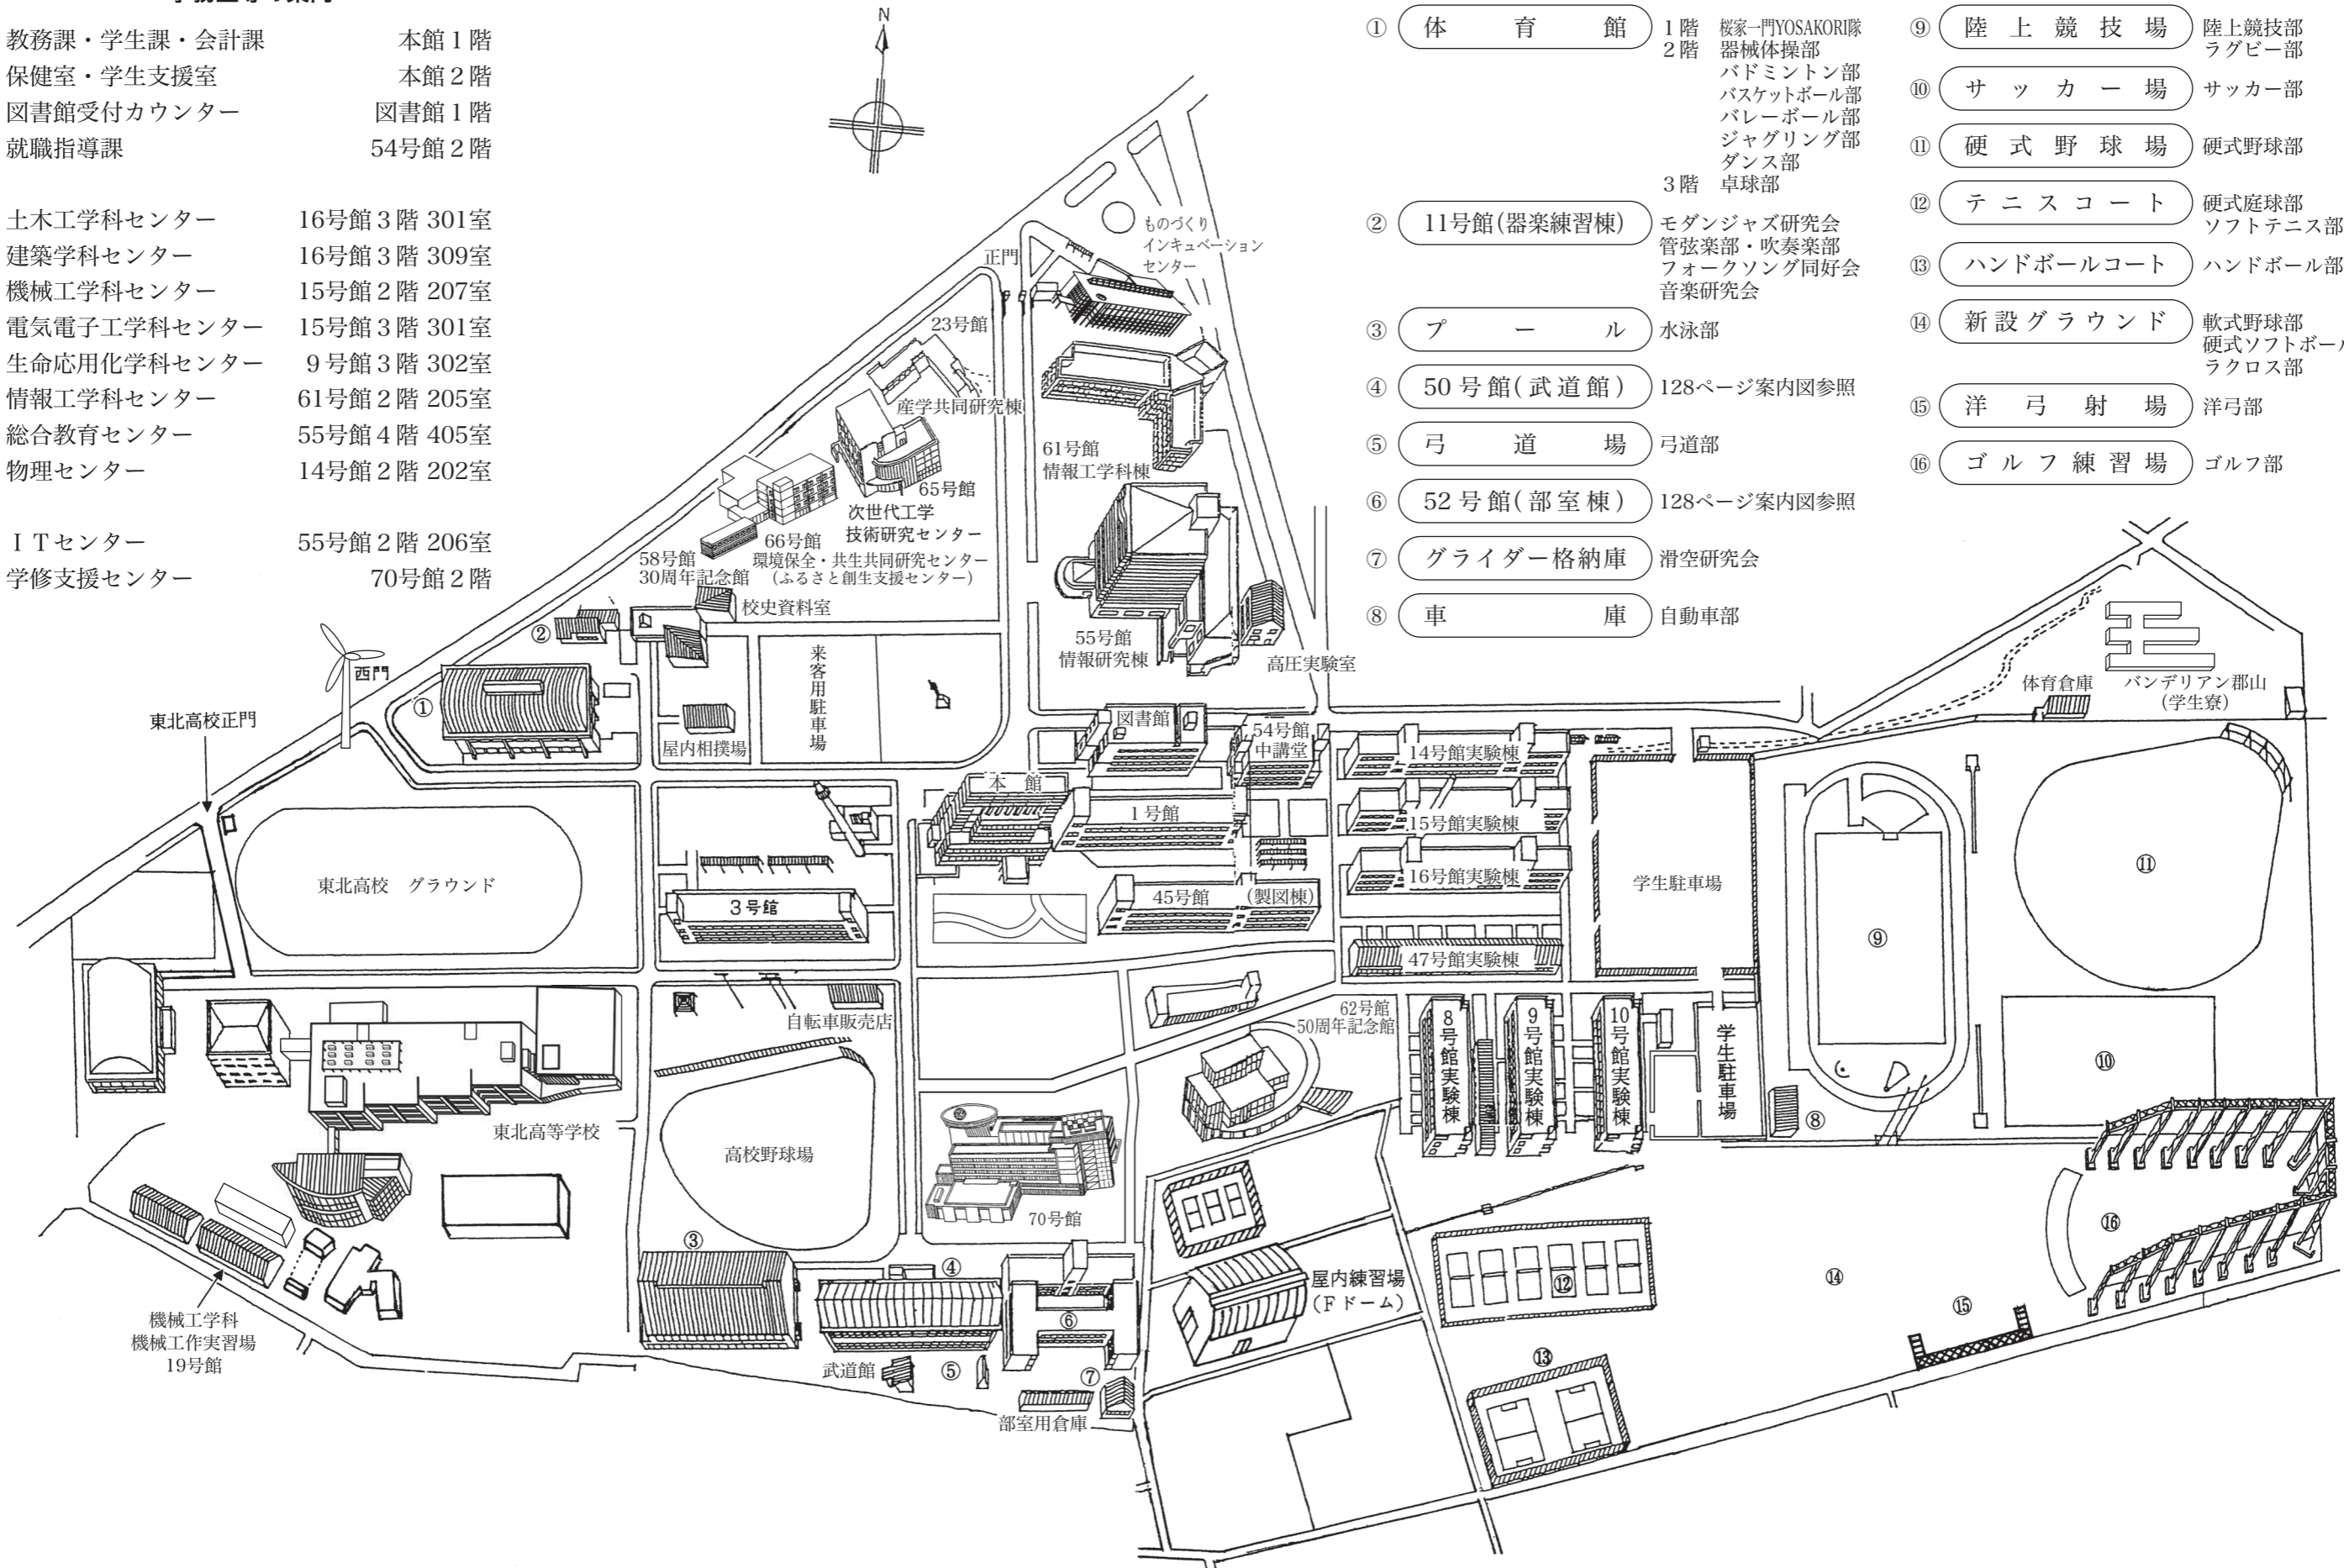 教務課・学生課・会計課 本館1階
保健室・学生支援室 本館2階
図書館受付カウンター 図書館1階
就職指導課 54号館2階
土木工学科センター 16号館3階 301室
建築学科センター 16号館3階 309室
機械工学科センター 15号館2階 207室
電気電子工学科センター 15号館3階 301室
生命応用化学科センター 9号館3階 302室
情報工学科センター 61号館2階 205室
総合教育センター 55号館4階 405室
物理センター 14号館2階 202室
ITセンター 55号館2階 206室
学修支援センター 70号館2階
N
① 体育館 1階 桜家一門YOSAKORI隊
2階 器械体操部
バドミントン部
バスケットボール部
バレーボール部
ジャグリング部
ダンス部
3階 卓球部
② 11号館(器楽練習棟) モダンジャズ研究会
管弦楽部・吹奏楽部
フォークソング同好会
音楽研究会
③ プール 水泳部
④ 50号館(武道館) 128ページ案内図参照
⑤ 弓道場 弓道部
⑥ 52号館(部室棟) 128ページ案内図参照
⑦ グライダー格納庫 滑空研究会
⑧ 車庫 自動車部
⑨ 陸上競技場 陸上競技部
ラグビー部
⑩ サッカー場 サッカー部
⑪ 硬式野球場 硬式野球部
⑫ テニスコート 硬式庭球部
ソフトテニス部
⑬ ハンドボールコート ハンドボール部
⑭ 新設グラウンド 軟式野球部
硬式ソフトボール
ラクロス部
⑮ 洋弓射場 洋弓部
⑯ ゴルフ練習場 ゴルフ部
ものづくり
インキュベーション
センター
正門
23号館
産学共同研究棟
61号館
情報工学科棟
65号館
次世代工学
技術研究センター
66号館
環境保全・共生共同研究センター
(ふるさと創生支援センター)
58号館
30周年記念館
校史資料室
②
55号館
情報研究棟
高圧実験室
来客用駐車場
西門
①
東北高校正門
屋内相撲場
図書館
54号館
中講堂
14号館実験棟
体育倉庫
バンデリアン郡山
(学生寮)
本館
1号館
15号館実験棟
16号館実験棟
学生駐車場
⑪
東北高校 グラウンド
3号館
45号館 (製図棟)
⑨
47号館実験棟
自転車販売店
62号館
50周年記念館
8号館実験棟
9号館実験棟
10号館実験棟
学生駐車場
⑩
⑧
東北高等学校
高校野球場
70号館
③
④
⑥
屋内練習場
(Fドーム)
⑫
⑭
⑯
⑮
機械工学科
機械工作実習場
19号館
武道館
⑤
⑦
部室用倉庫
⑬